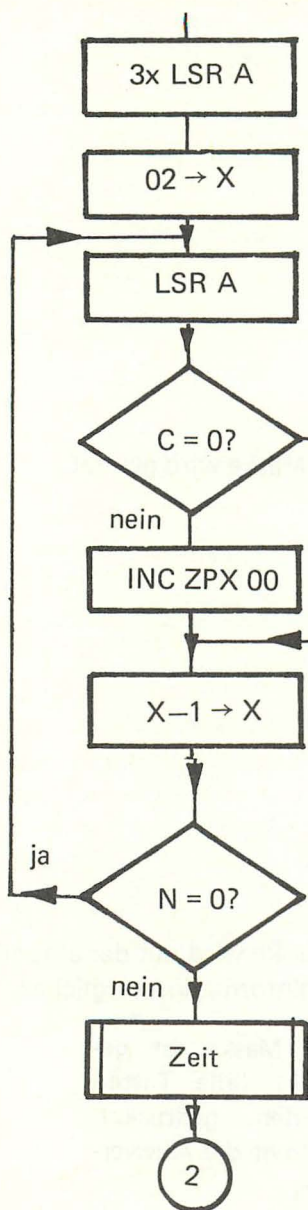 3x LSR A
02 → X
LSR A
C = 0?
nein
INC ZPX 00
X–1 → X
ja
N = 0?
nein
Zeit
2